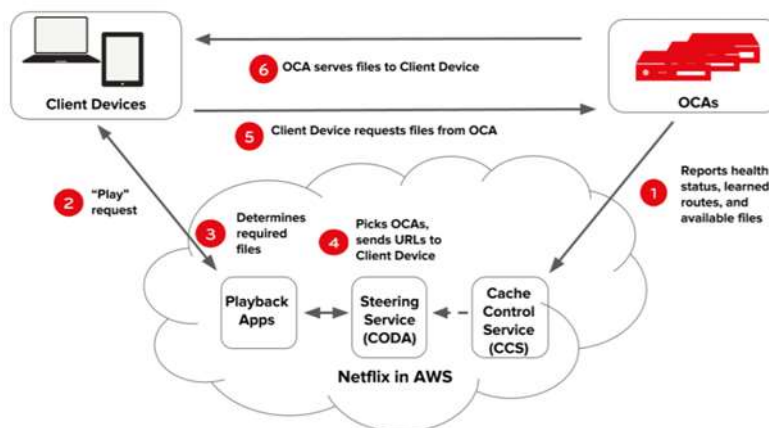 6
OCA serves files to Client Device
Client Devices
OCAs
5
Client Device requests files from OCA
2
"Play"
request
1
Reports health
status, learned
routes, and
available files
3
Determines
required
files
4
Picks OCAs,
sends URLs to
Client Device
Playback
Apps
Steering
Service
(CODA)
Cache
Control
Service
(CCS)
Netflix in AWS